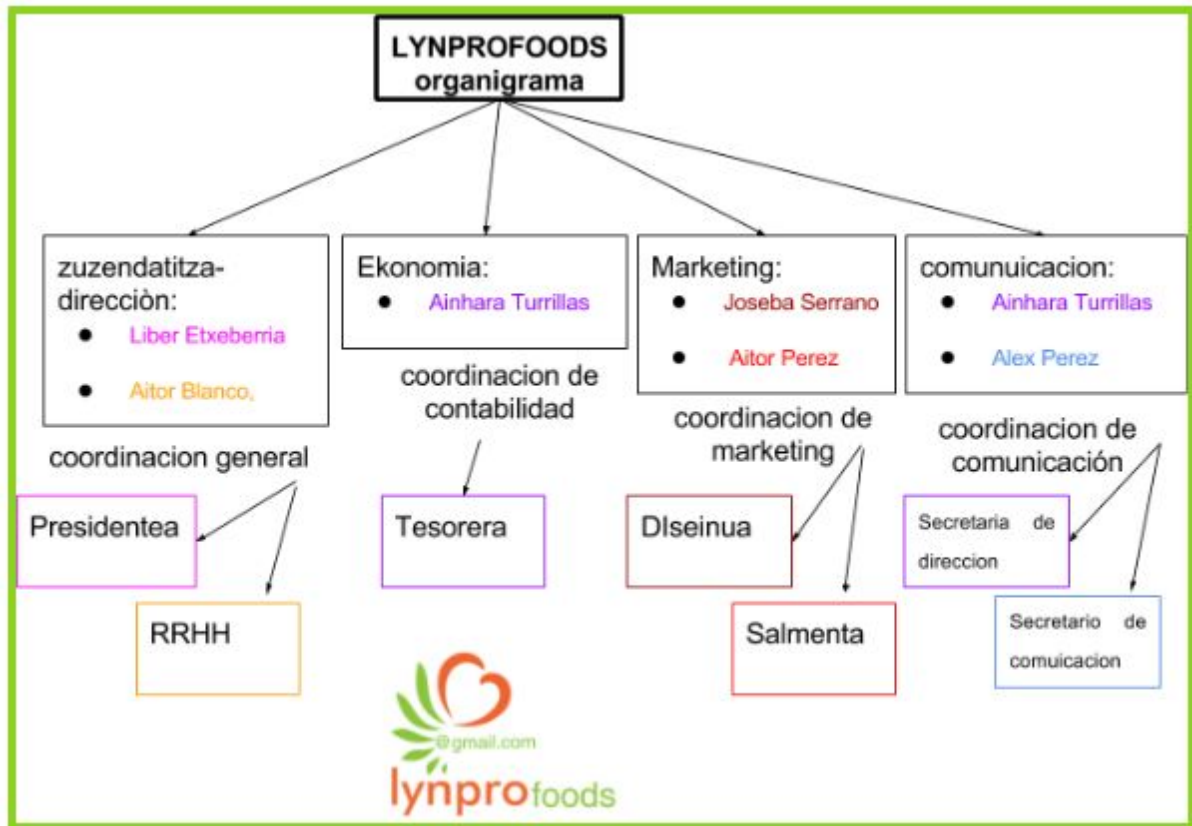 LYNPROFOODS
organigrama
zuzendatitza-
direcciòn:
Liber Etxeberria
Aitor Blanco,
coordinacion general
Presidentea
RRHH
Ekonomia:
Ainhara Turrillas
coordinacion de
contabilidad
Tesorera
Marketing:
Joseba Serrano
Aitor Perez
coordinacion de
marketing
DIseinua
Salmenta
comunuicacion:
Ainhara Turrillas
Alex Perez
coordinacion de
comunicación
Secretaria de
direccion
Secretario de
comuicacion
@gmail.com
lynpro foods